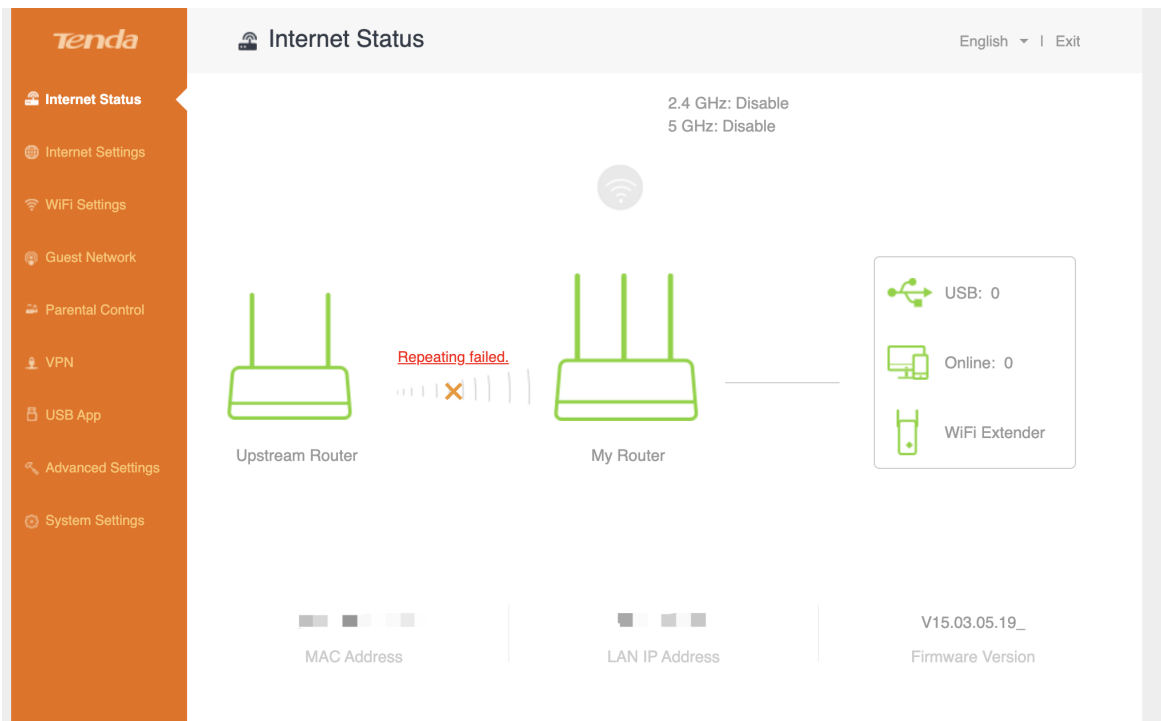 Tenda
Internet Status
English | Exit
Internet Status
Internet Settings
WiFi Settings
Guest Network
Parental Control
VPN
USB App
Advanced Settings
System Settings
2.4 GHz: Disable
5 GHz: Disable
Repeating failed.
Upstream Router
My Router
USB: 0
Online: 0
WiFi Extender
MAC Address
LAN IP Address
V15.03.05.19_
Firmware Version